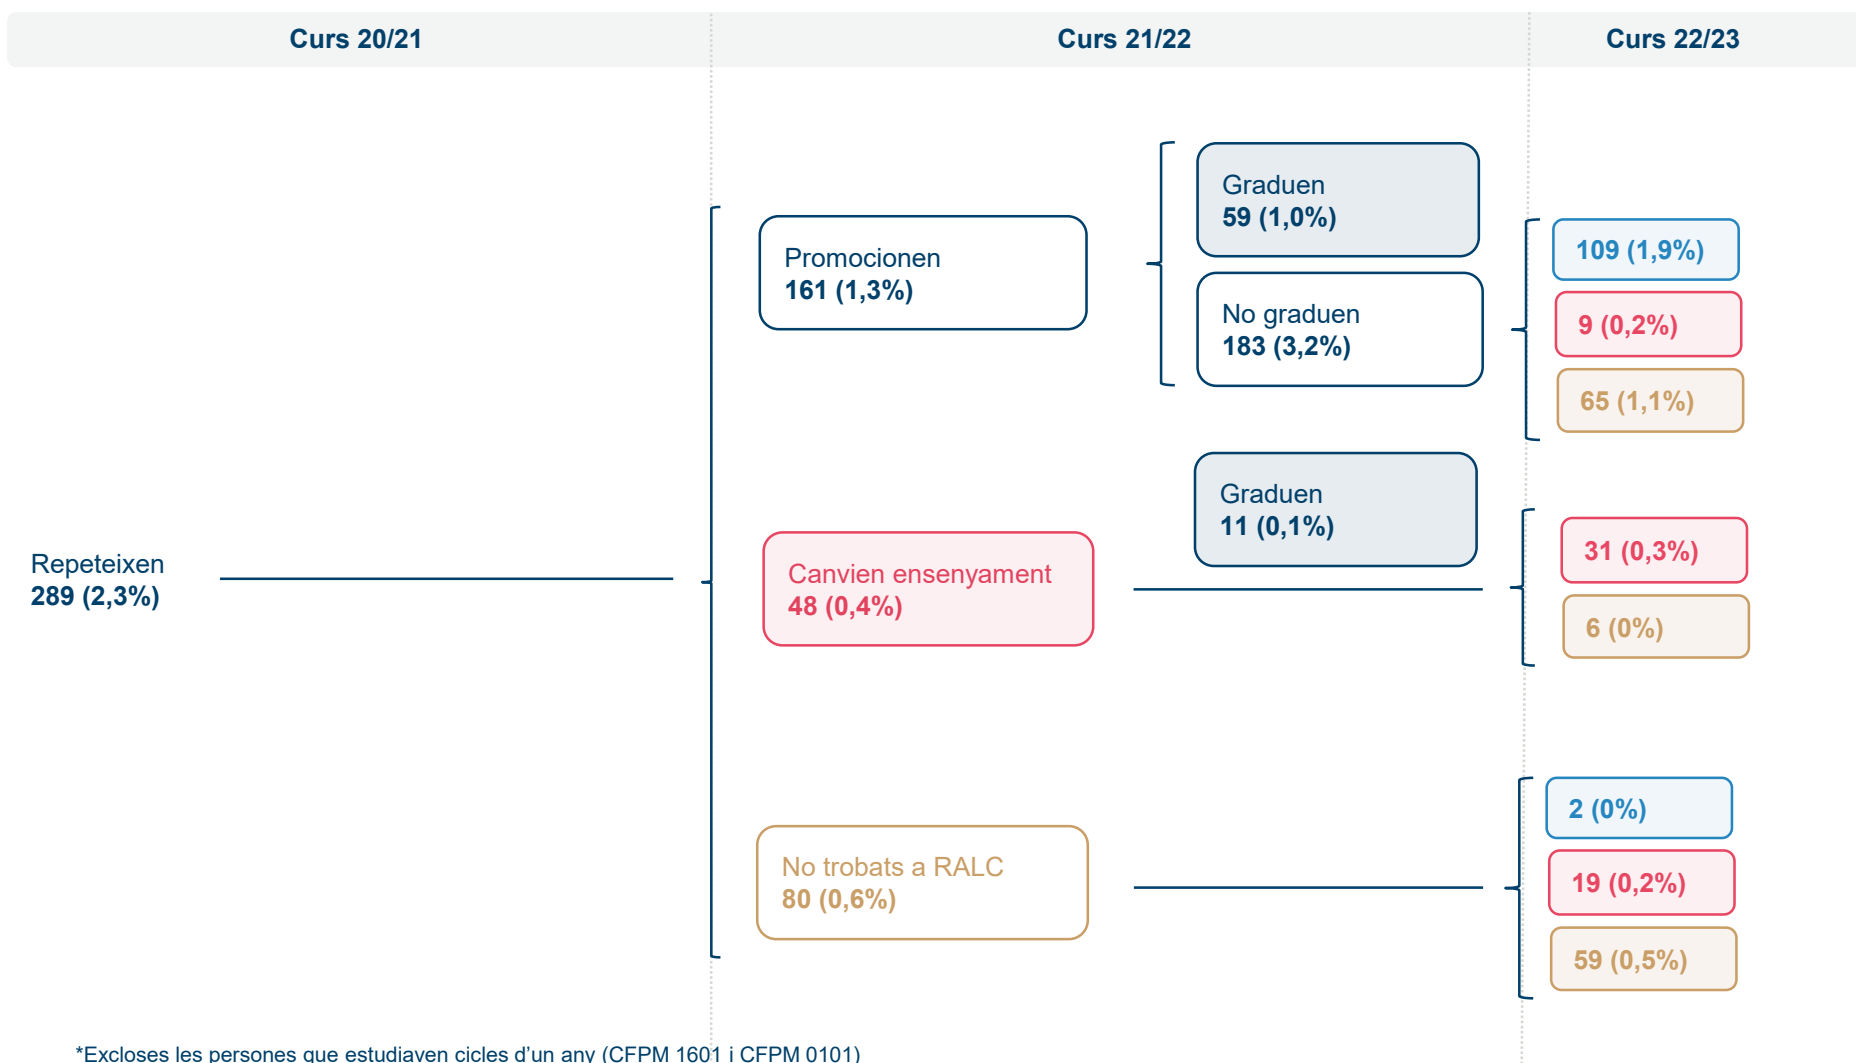 Curs 20/21
Curs 21/22
Curs 22/23
Graduen
59 (1,0%)
Promocionen
161 (1,3%)
No graduen
183 (3,2%)
109 (1,9%)
9 (0,2%)
65 (1,1%)
Graduen
11 (0,1%)
Repeteixen
289 (2,3%)
Canvien ensenyament
48 (0,4%)
31 (0,3%)
6 (0%)
No trobats a RALC
80 (0,6%)
2 (0%)
19 (0,2%)
59 (0,5%)
*Excloses les persones que estudiaven cicles d’un any (CFPM 1601 i CFPM 0101)